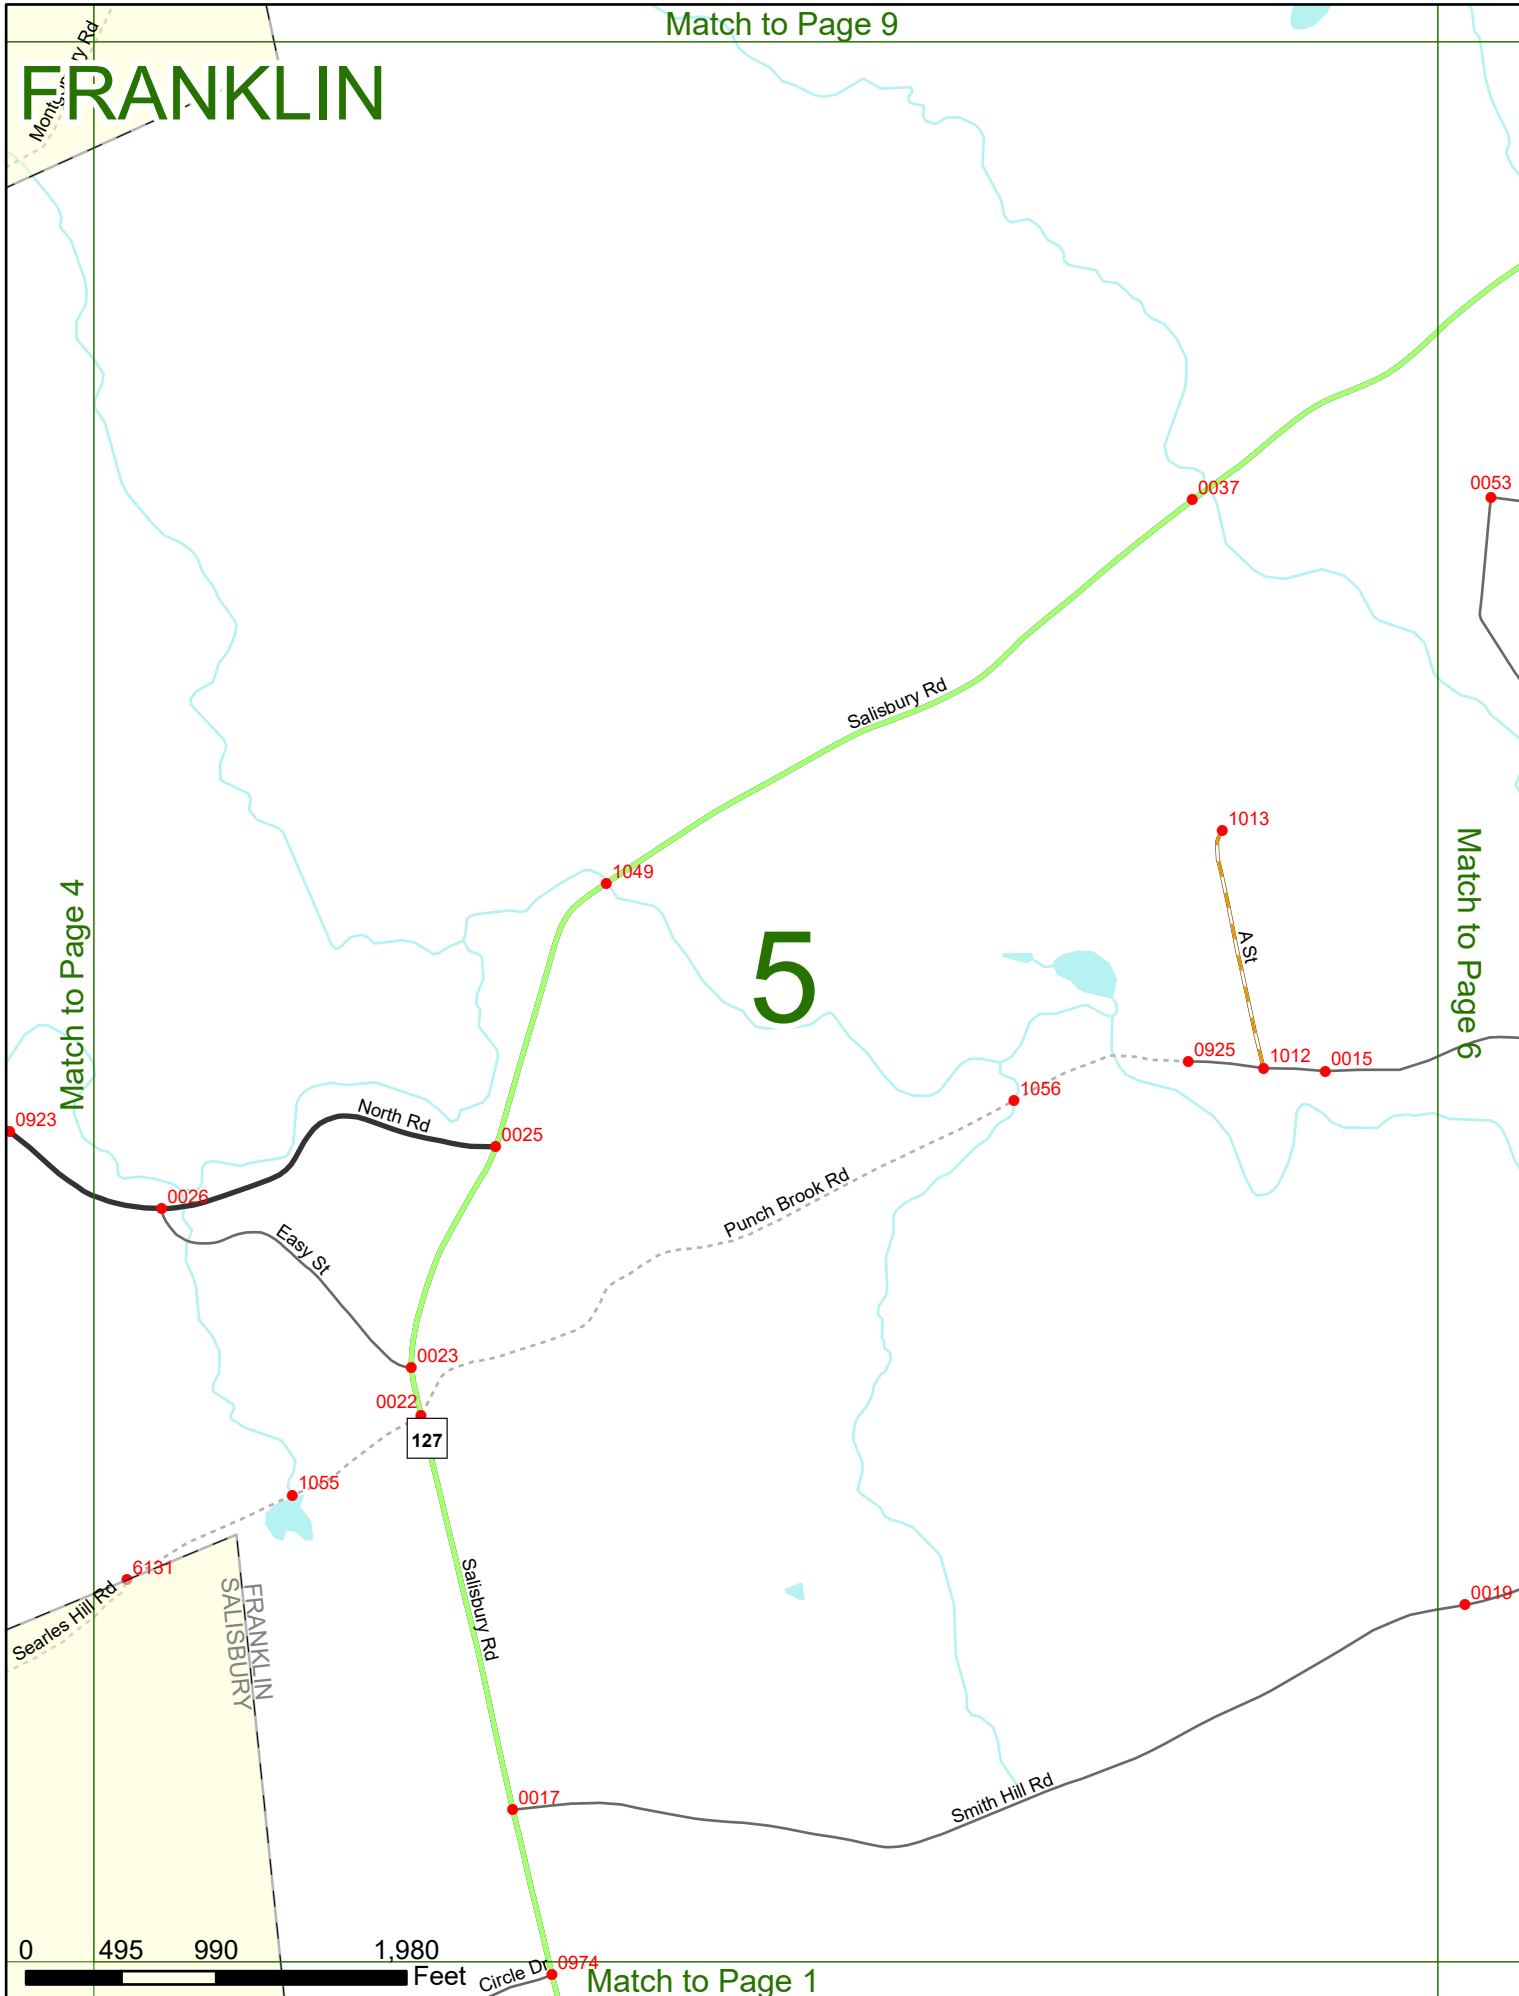 Match to Page 9
FRANKLIN
0037
0053
Salisbury Rd
1013
1049
Match to Page 4
5
A St
Match to Page 6
0925
1012
0015
1056
0923
North Rd
0025
0026
Punch Brook Rd
Easy St
0023
0022
127
1055
6131
Searles Hill Rd
FRANKLIN
SALISBURY
Salisbury Rd
0019
0017
Smith Hill Rd
0 495 990 1,980
Feet
Circle Dr
0974
Match to Page 1